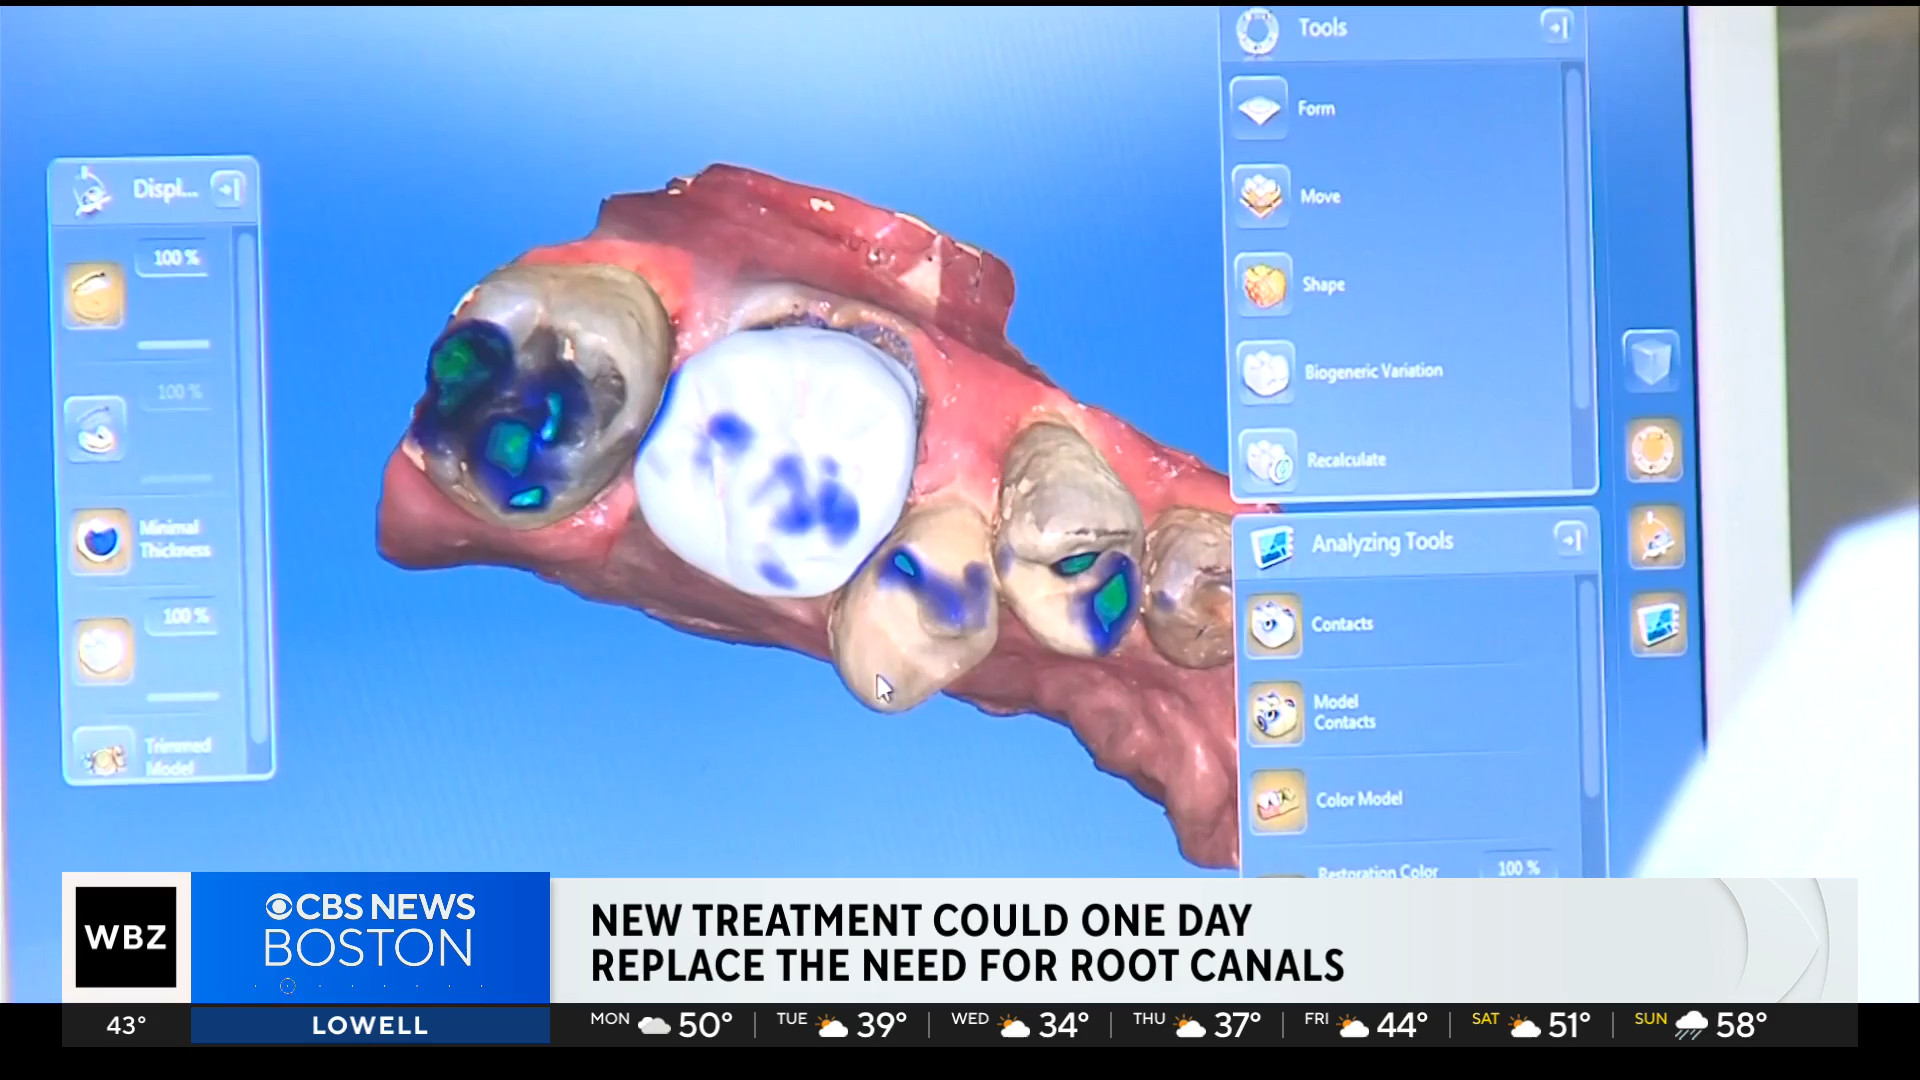 Tools
Form
Move
Shape
Biogeneric Variation
Recalculate
Displ...
100 %
100 %
Minimal
Thickness
100 %
Trimmed
Model
Analyzing Tools
Contacts
Model
Contacts
Color Model
Restoration Color 100 %
WBZ
CBS NEWS
BOSTON
NEW TREATMENT COULD ONE DAY
REPLACE THE NEED FOR ROOT CANALS
43° LOWELL MON 50° TUE 39° WED 34° THU 37° FRI 44° SAT 51° SUN 58°